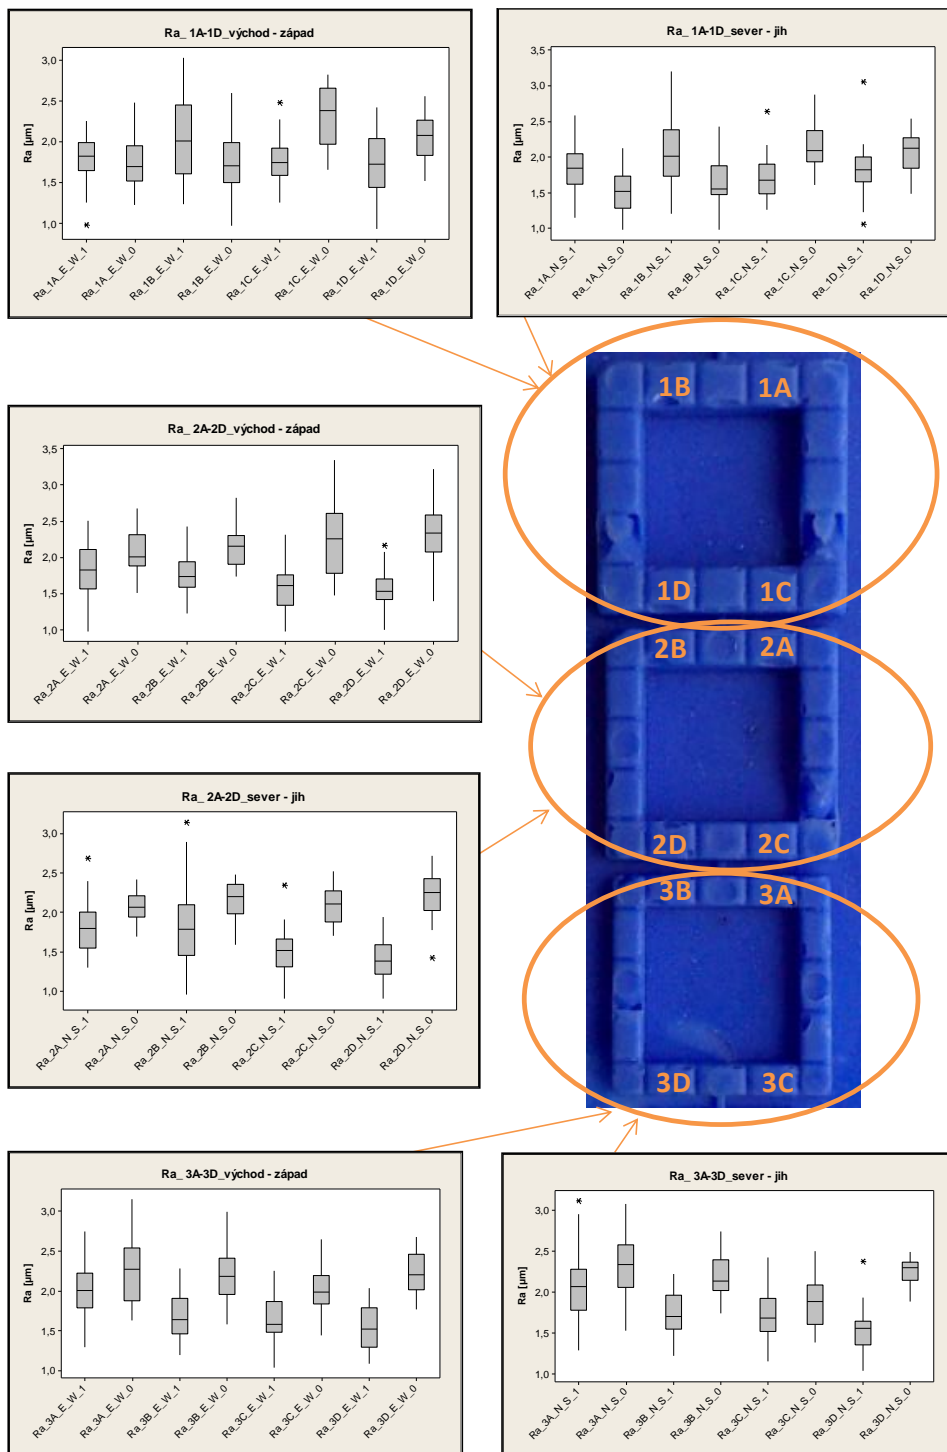 Ra_ 1A-1D_východ - západ
Ra [µm]
3,0
2,5
2,0
1,5
1,0
Ra_1A_E_W_1
Ra_1A_E_W_0
Ra_1B_E_W_1
Ra_1B_E_W_0
Ra_1C_E_W_1
Ra_1C_E_W_0
Ra_1D_E_W_1
Ra_1D_E_W_0
Ra_ 1A-1D_sever - jih
Ra [µm]
3,5
3,0
2,5
2,0
1,5
1,0
Ra_1A_N_S_1
Ra_1A_N_S_0
Ra_1B_N_S_1
Ra_1B_N_S_0
Ra_1C_N_S_1
Ra_1C_N_S_0
Ra_1D_N_S_1
Ra_1D_N_S_0
1B 1A
1D 1C
Ra_ 2A-2D_východ - západ
Ra [µm]
3,5
3,0
2,5
2,0
1,5
1,0
Ra_2A_E_W_1
Ra_2A_E_W_0
Ra_2B_E_W_1
Ra_2B_E_W_0
Ra_2C_E_W_1
Ra_2C_E_W_0
Ra_2D_E_W_1
Ra_2D_E_W_0
2B 2A
2D 2C
Ra_ 2A-2D_sever - jih
Ra [µm]
3,0
2,5
2,0
1,5
1,0
Ra_2A_N_S_1
Ra_2A_N_S_0
Ra_2B_N_S_1
Ra_2B_N_S_0
Ra_2C_N_S_1
Ra_2C_N_S_0
Ra_2D_N_S_1
Ra_2D_N_S_0
3B 3A
3D 3C
Ra_ 3A-3D_východ - západ
Ra [µm]
3,0
2,5
2,0
1,5
1,0
Ra_3A_E_W_1
Ra_3A_E_W_0
Ra_3B_E_W_1
Ra_3B_E_W_0
Ra_3C_E_W_1
Ra_3C_E_W_0
Ra_3D_E_W_1
Ra_3D_E_W_0
Ra_ 3A-3D_sever - jih
Ra [µm]
3,0
2,5
2,0
1,5
1,0
Ra_3A_N_S_1
Ra_3A_N_S_0
Ra_3B_N_S_1
Ra_3B_N_S_0
Ra_3C_N_S_1
Ra_3C_N_S_0
Ra_3D_N_S_1
Ra_3D_N_S_0